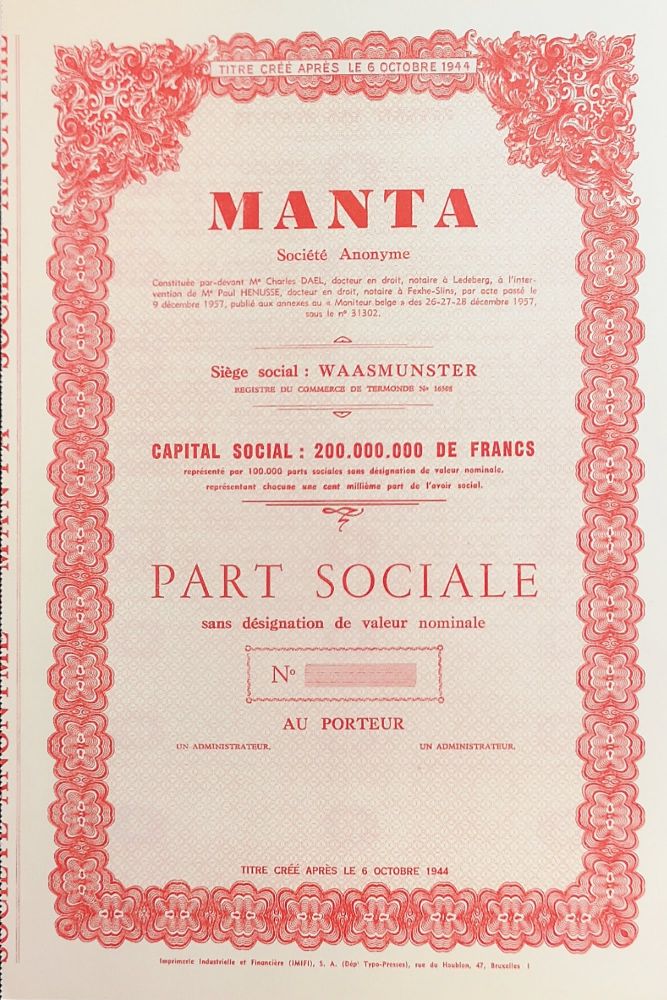 TITRE CRÉÉ APRÈS LE 6 OCTOBRE 1944
MANTA
Société Anonyme
Constituée par-devant Me Charles DAEL, docteur en droit, notaire à Ledeberg, à l'inter-
vention de Me Paul HENUSSE, docteur en droit, notaire à Fexhe-Slins, par acte passé le
9 décembre 1957, publié aux annexes au « Moniteur belge » des 26-27-28 décembre 1957,
sous le no 31302.
Siège social : WAASMUNSTER
REGISTRE DU COMMERCE DE TERMONDE No 16508
CAPITAL SOCIAL : 200.000.000 DE FRANCS
représenté par 100.000 parts sociales sans désignation de valeur nominale,
représentant chacune une cent millième part de l'avoir social.
PART SOCIALE
sans désignation de valeur nominale
No
AU PORTEUR
UN ADMINISTRATEUR, UN ADMINISTRATEUR,
TITRE CRÉÉ APRÈS LE 6 OCTOBRE 1944
Imprimerie Industrielle et Financière (IMIFI), S. A. (Dépt Typo-Presses), rue du Houblon, 47, Bruxelles 1
MANTA SOCIÉTÉ ANONYME
SOCIÉTÉ ANONYME